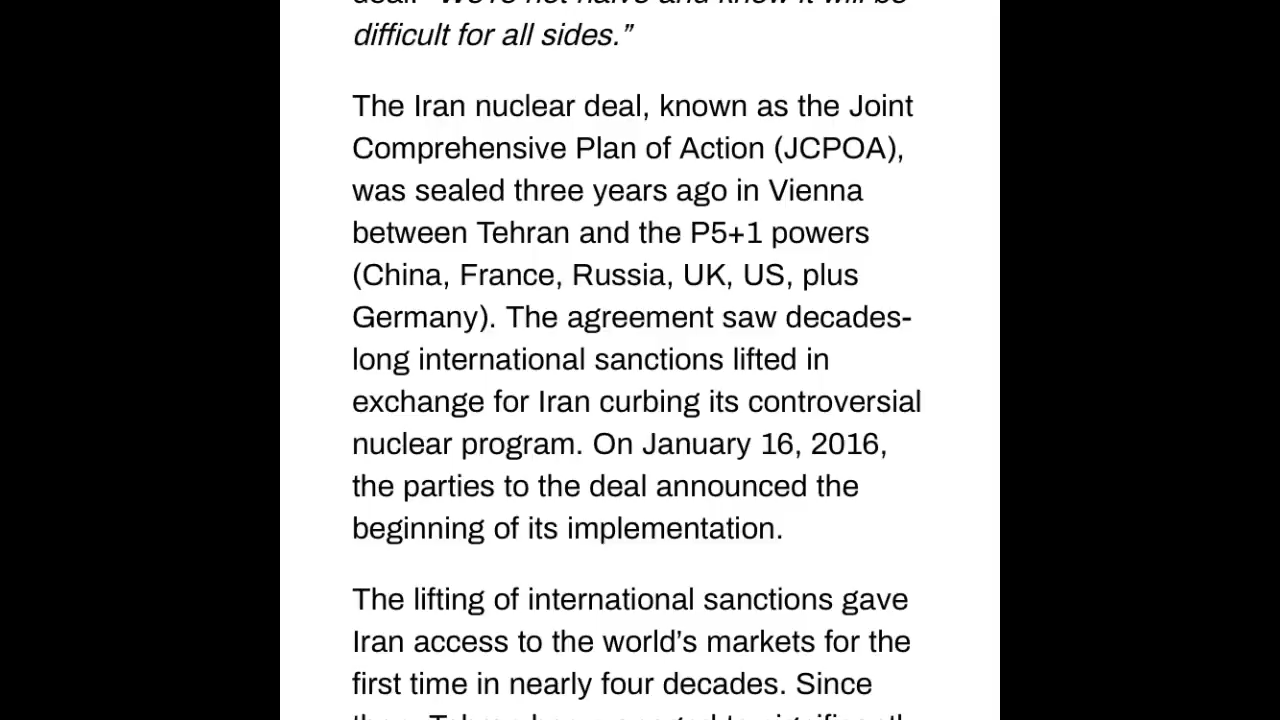 difficult for all sides.”
The Iran nuclear deal, known as the Joint
Comprehensive Plan of Action (JCPOA),
was sealed three years ago in Vienna
between Tehran and the P5+1 powers
(China, France, Russia, UK, US, plus
Germany). The agreement saw decades-
long international sanctions lifted in
exchange for Iran curbing its controversial
nuclear program. On January 16, 2016,
the parties to the deal announced the
beginning of its implementation.
The lifting of international sanctions gave
Iran access to the world’s markets for the
first time in nearly four decades. Since